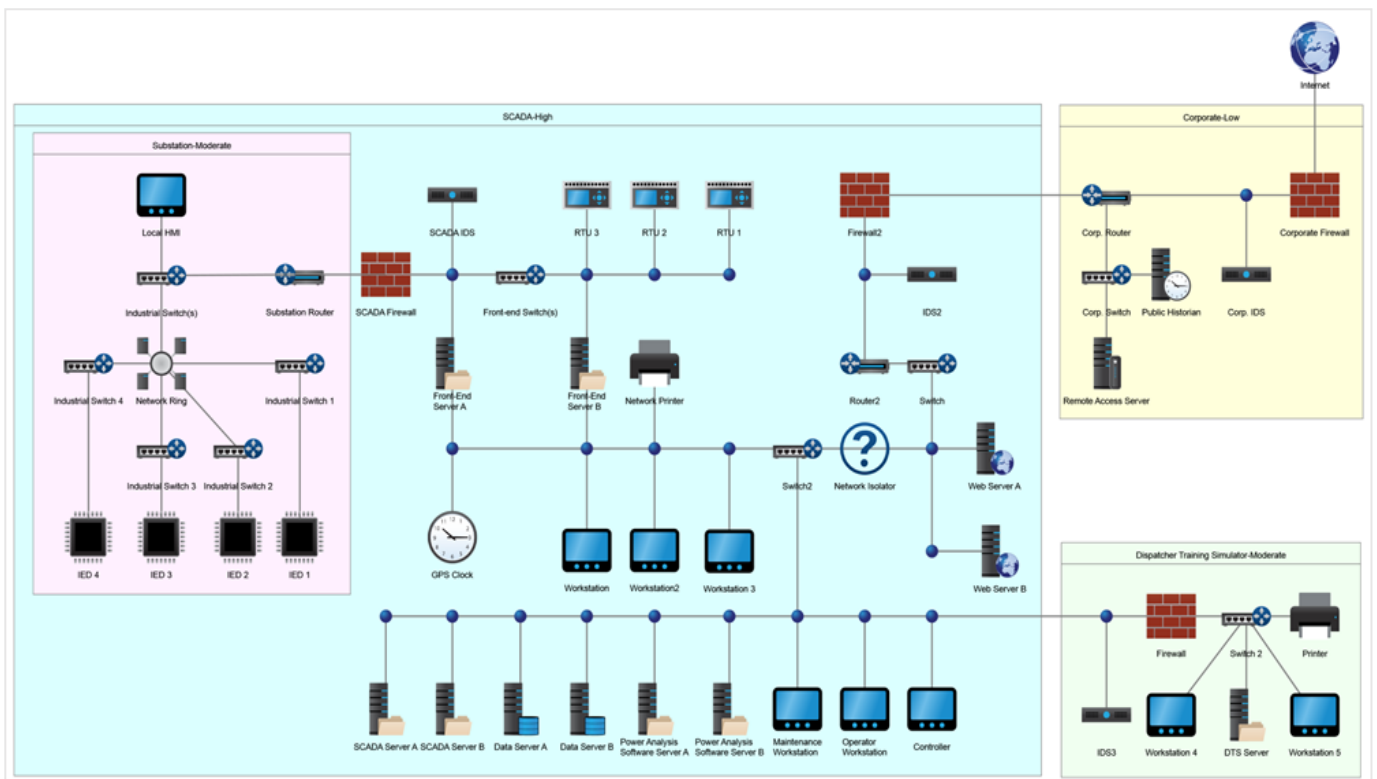 Internet
SCADA-High
Corporate-Low
Substation-Moderate
Local HMI
SCADA IDS
RTU 3
RTU 2
RTU 1
Firewall2
Corp. Router
Corporate Firewall
Industrial Switch(s)
Substation Router
SCADA Firewall
Front-end Switch(s)
IDS2
Corp. Switch
Public Historian
Corp. IDS
Industrial Switch 4
Network Ring
Industrial Switch 1
Front-End
Server A
Front-End
Server B
Network Printer
Router2
Switch
Remote Access Server
Industrial Switch 3
Industrial Switch 2
Switch2
Network Isolator
Web Server A
IED 4
IED 3
IED 2
IED 1
GPS Clock
Workstation
Workstation2
Workstation 3
Web Server B
Dispatcher Training Simulator-Moderate
Firewall
Switch 2
Printer
SCADA Server A
SCADA Server B
Data Server A
Data Server B
Power Analysis
Software Server A
Power Analysis
Software Server B
Maintenance
Workstation
Operator
Workstation
Controller
IDS3
Workstation 4
DTS Server
Workstation 5